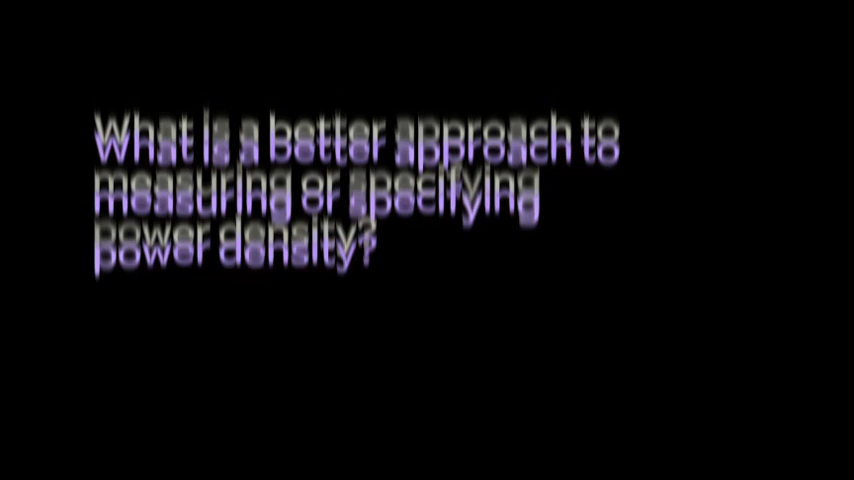 What is a better approach to
measuring or specifying
power density?